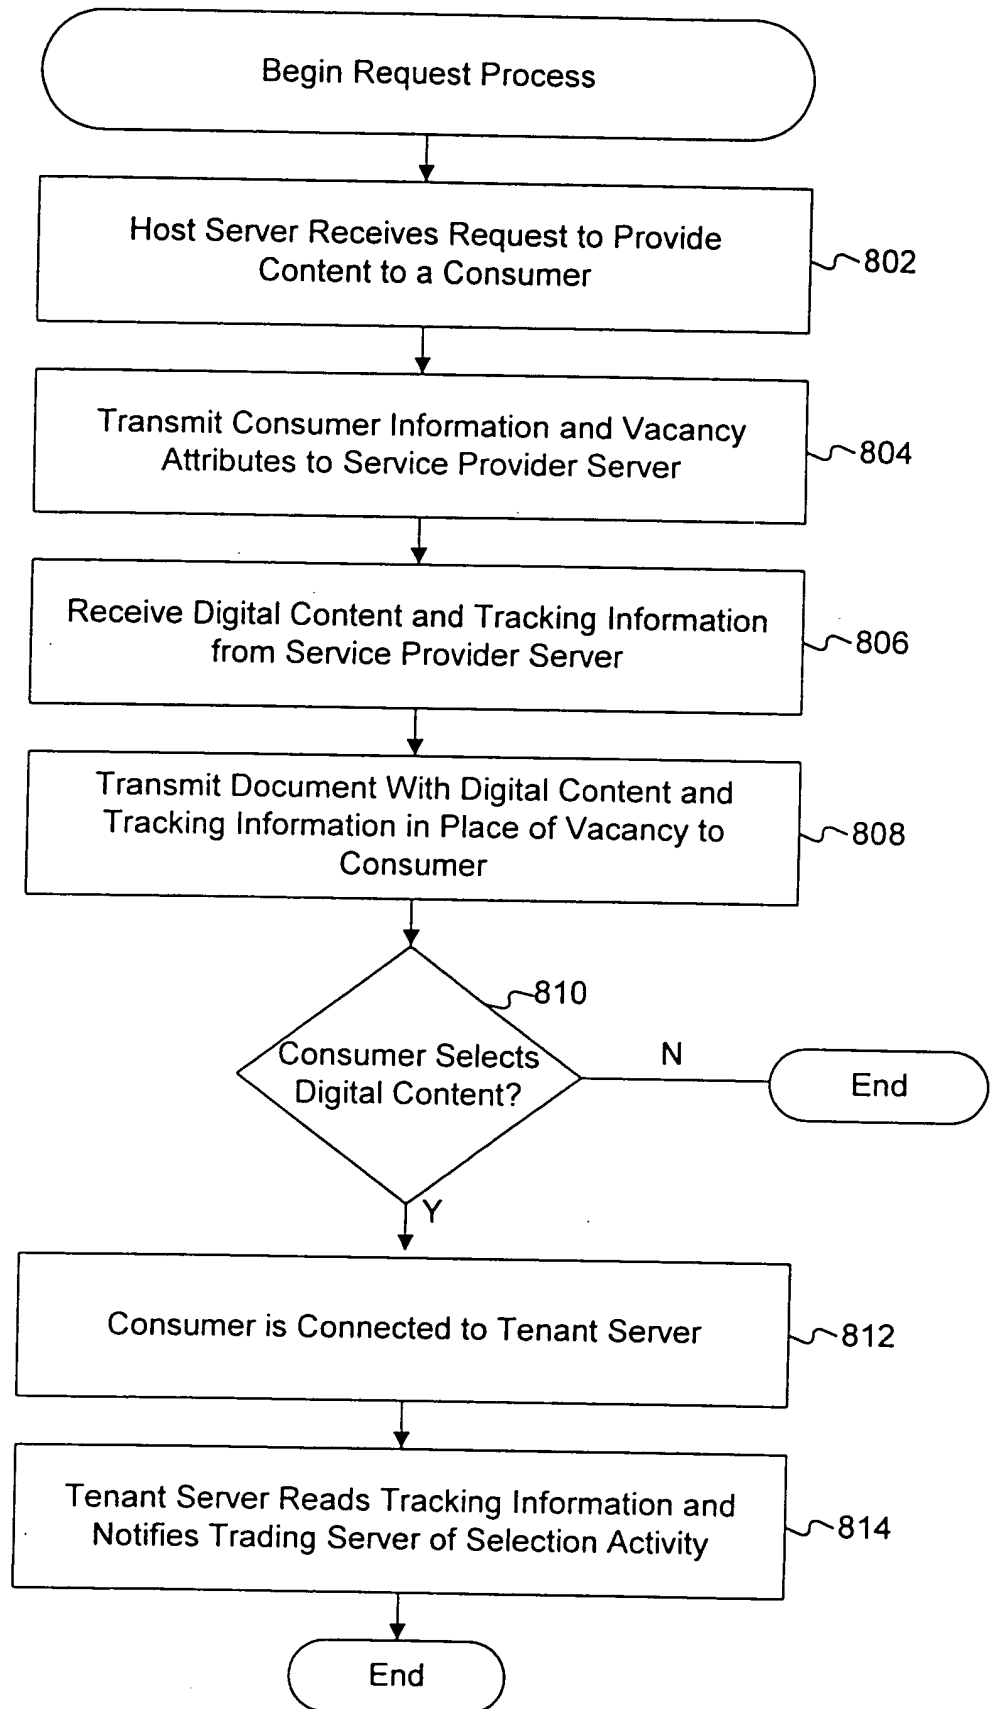 Begin Request Process
Host Server Receives Request to Provide
Content to a Consumer
802
Transmit Consumer Information and Vacancy
Attributes to Service Provider Server
804
Receive Digital Content and Tracking Information
from Service Provider Server
806
Transmit Document With Digital Content and
Tracking Information in Place of Vacancy to
Consumer
808
810
Consumer Selects
Digital Content?
N
End
Y
Consumer is Connected to Tenant Server
812
Tenant Server Reads Tracking Information and
Notifies Trading Server of Selection Activity
814
End